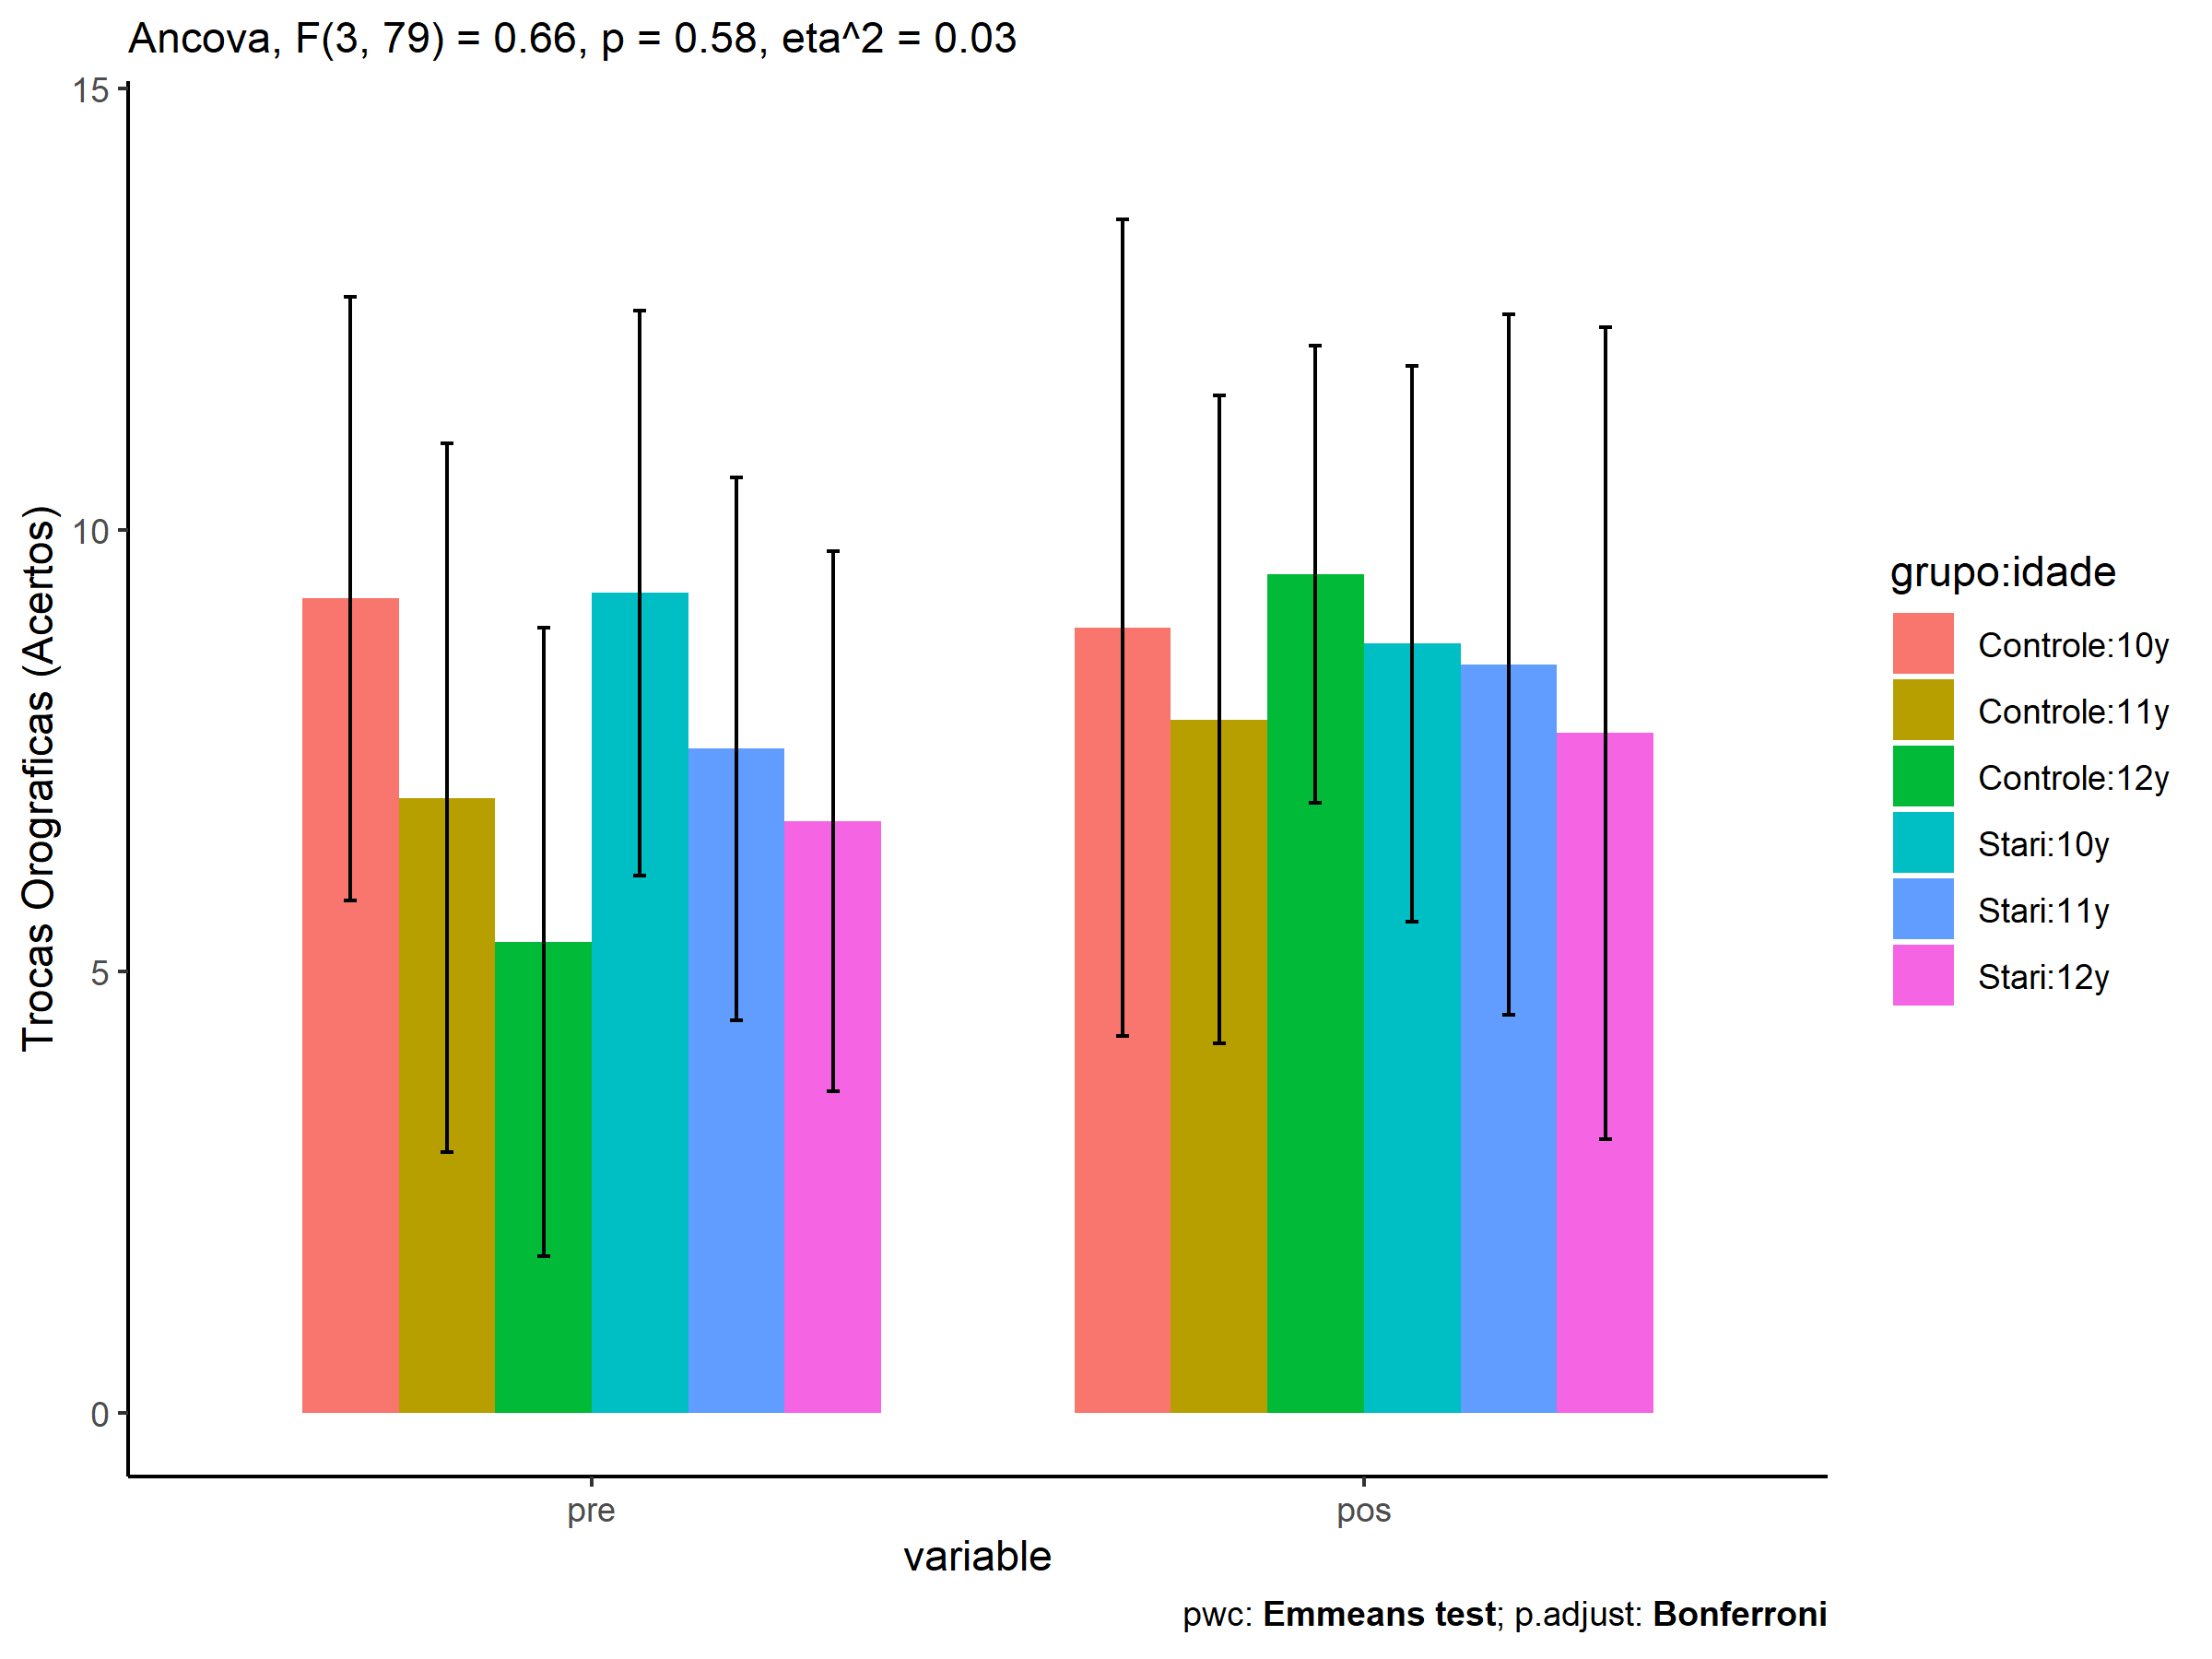 Ancova, F(3, 79) = 0.66, p = 0.58, eta^2 = 0.03
15
10
5
0
Trocas Orograficas (Acertos)
pre
pos
variable
pwc: Emmeans test; p.adjust: Bonferroni
grupo:idade
Controle:10y
Controle:11y
Controle:12y
Stari:10y
Stari:11y
Stari:12y